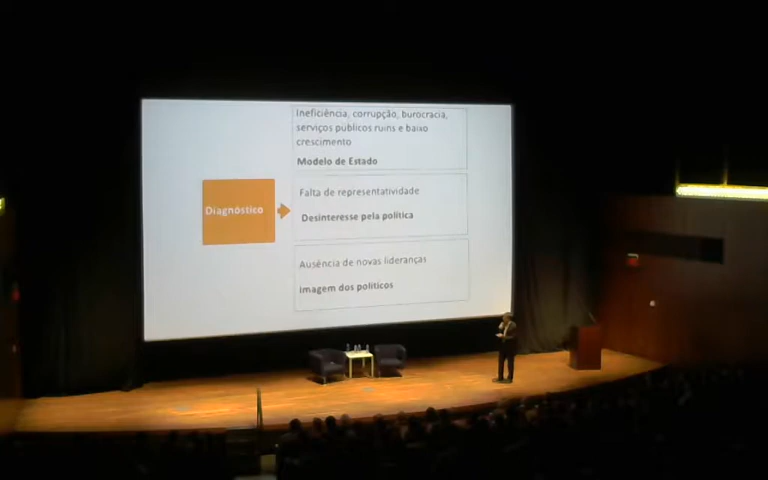 Ineficiência, corrupção, burocracia,
serviços públicos ruins e baixo
crescimento
Modelo de Estado
Diagnóstico
Falta de representatividade
Desinteresse pela política
Ausência de novas lideranças
Imagem dos políticos